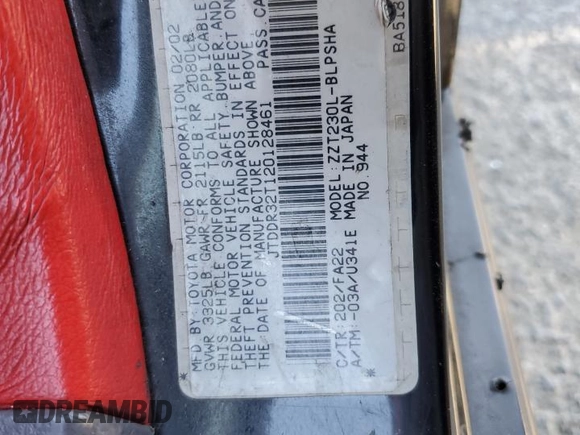 MFD BY: TOYOTA MOTOR CORPORATION 02/02
GVWR 3325LB GAWR FR 2115LB RR 2080LB
THIS VEHICLE CONFORMS TO ALL APPLICABLE
FEDERAL MOTOR VEHICLE SAFETY, BUMPER AND
THEFT PREVENTION STANDARDS IN EFFECT ON
THE DATE OF MANUFACTURE SHOWN ABOVE.
JTDDR32T120128461 PASS CA
C/TR:202/FA22 MODEL:ZZT230L-BLPSHA
A/TM:-03A/U341E MADE IN JAPAN
NO.944
BA518
DREAMBID